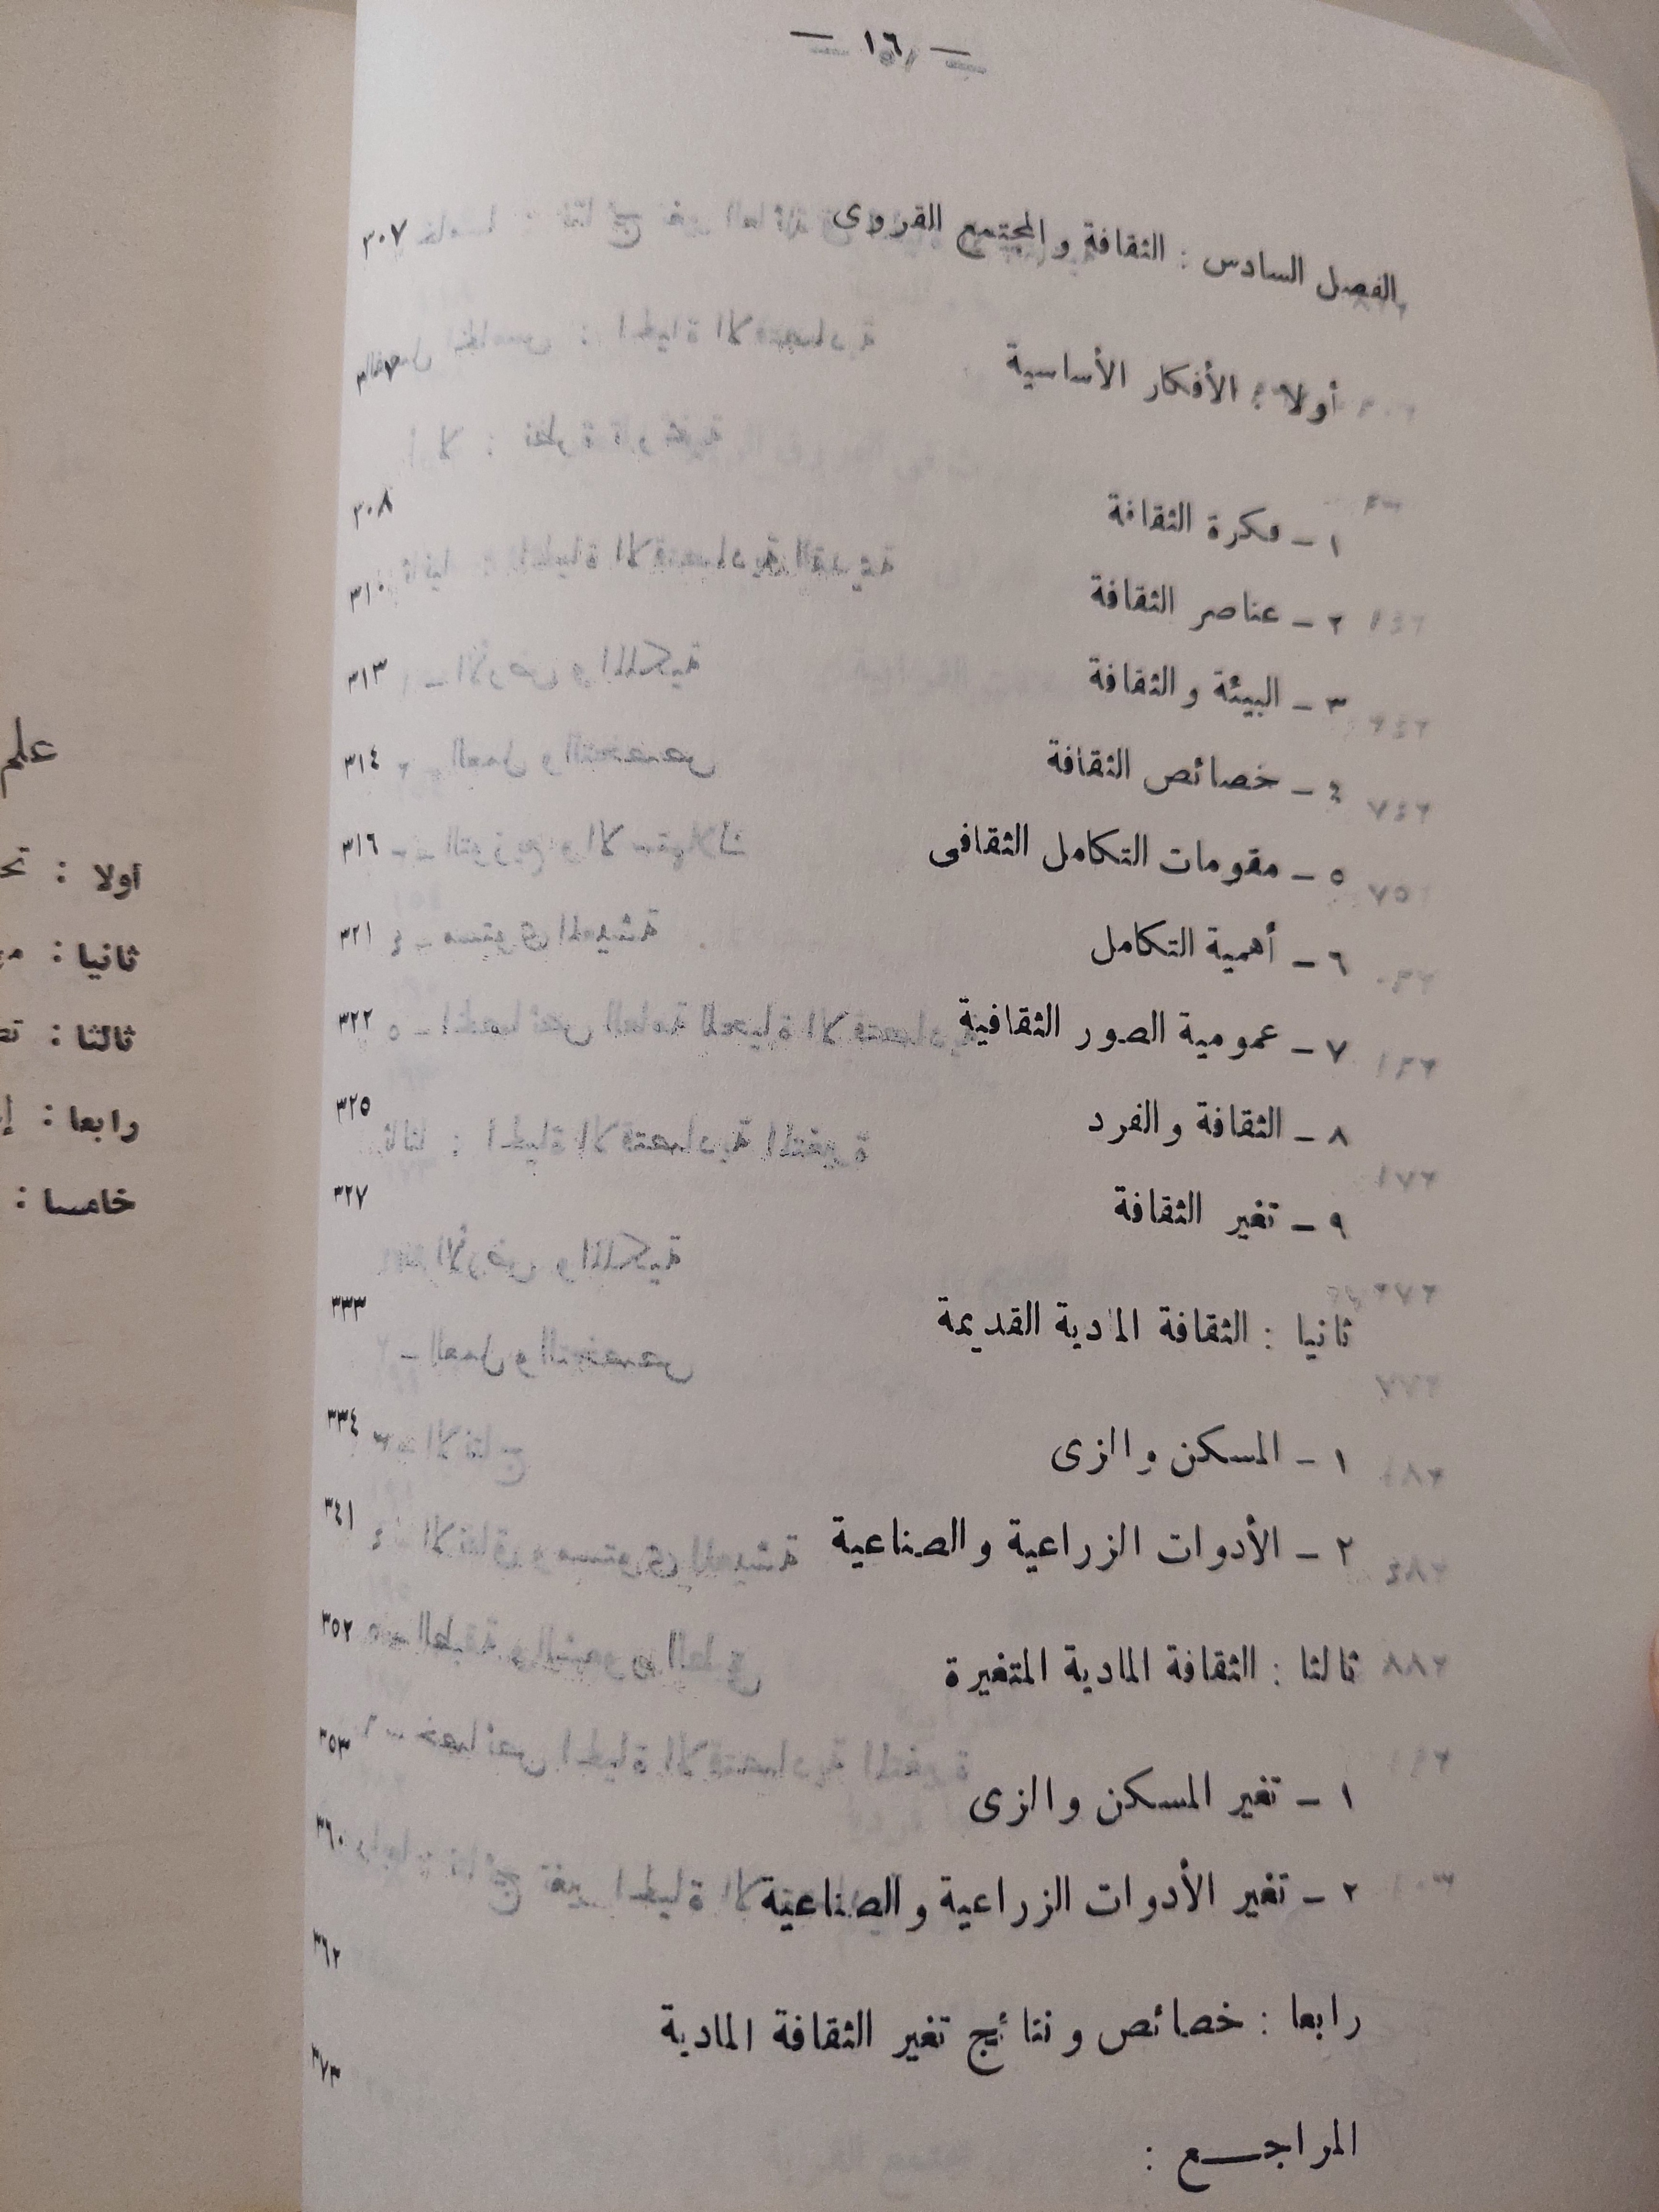 — ١٦ —
الفصل السادس : الثقافة والمجتمع القروى ٣٠٧
أولا : الأفكار الأساسية
١ – فكرة الثقافة ٣٠٨
٢ – عناصر الثقافة ٣١٠
٣ – البيئة والثقافة ٣١٣
٤ – خصائص الثقافة ٣١٤
٥ – مقومات التكامل الثقافى ٣١٦
٦ – أهمية التكامل ٣٢١
٧ – عمومية الصور الثقافية ٣٢٢
٨ – الثقافة والفرد ٣٢٥
٩ – تغير الثقافة ٣٢٧
ثانيا : الثقافة المادية القديمة ٣٣٣
١ – المسكن والزى ٣٣٤
٢ – الأدوات الزراعية والصناعية ٣٤١
ثالثا : الثقافة المادية المتغيرة ٣٥٢
١ – تغير المسكن والزى ٣٥٣
٢ – تغير الأدوات الزراعية والصناعية ٣٦٠
رابعا : خصائص ونتائج تغير الثقافة المادية ٣٦٢
المراجـــع : ٣٧٣
علم
أولا :
ثانيا :
ثالثا :
رابعا :
خامسا :